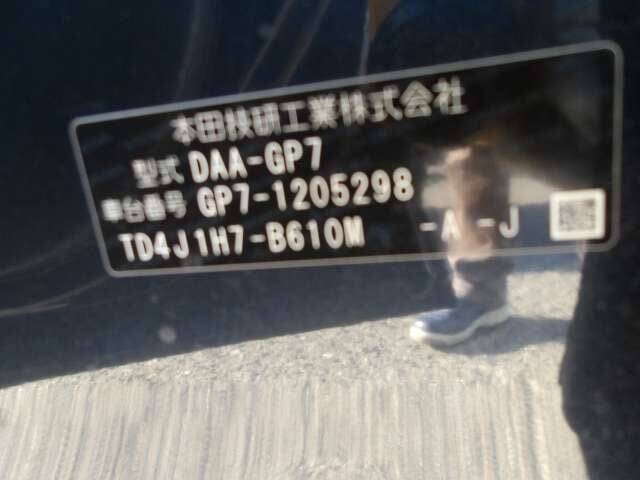 本田技研工業株式会社
型式 DAA-GP7
車台番号 GP7-1205298
TD4J1H7-B610M -A -J